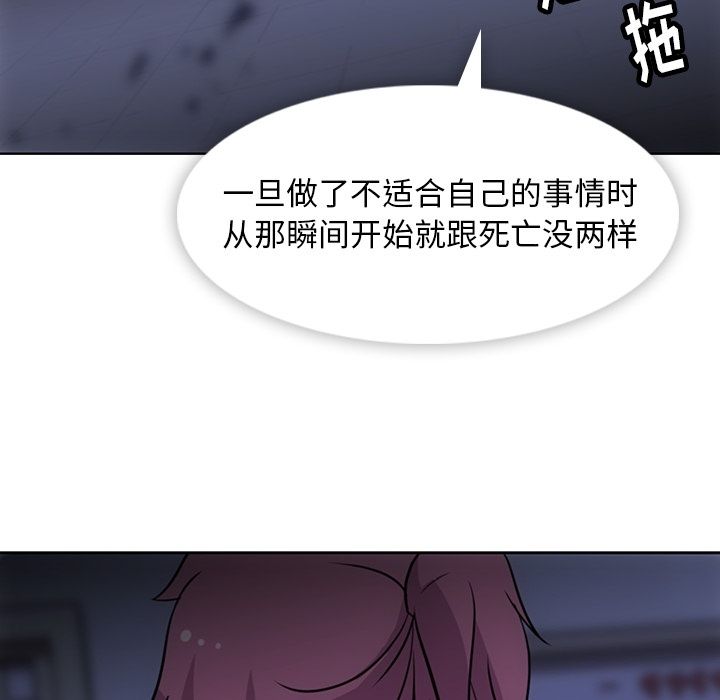 拖
一旦做了不适合自己的事情时
从那瞬间开始就跟死亡没两样